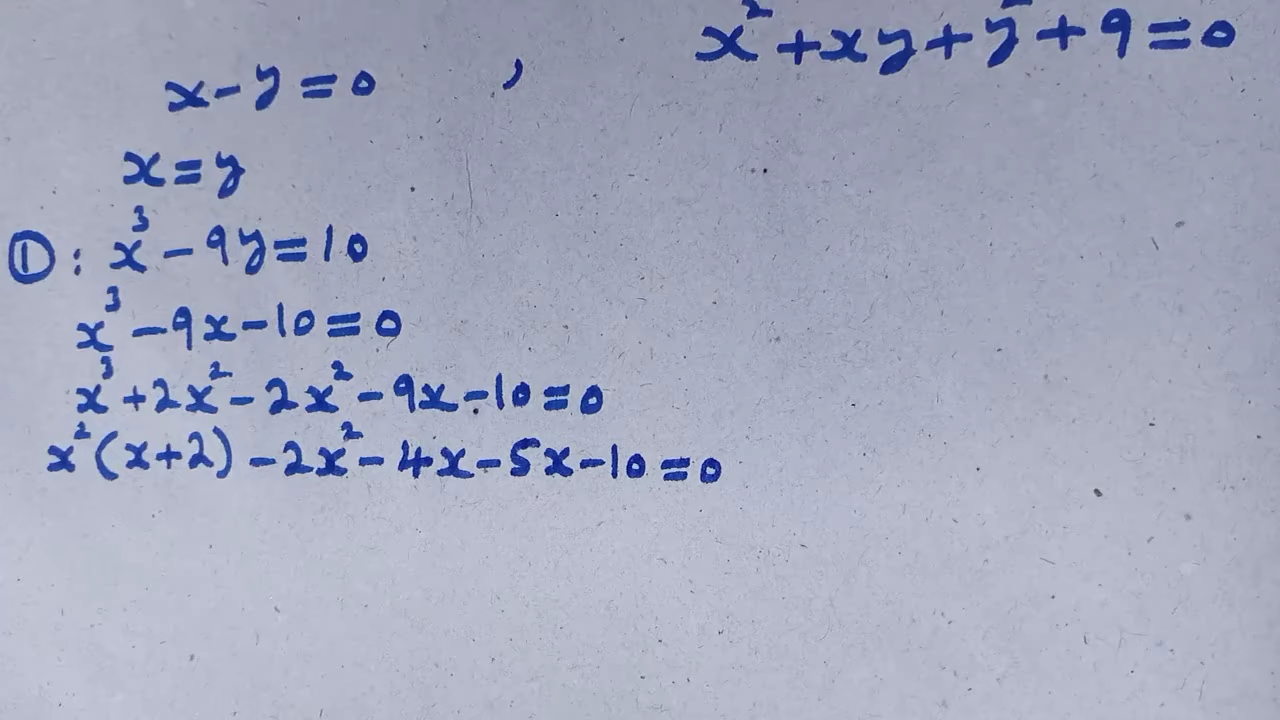 x-y=0 , x²+xy+y²+9=0
x=y
①: x³-9y=10
x³-9x-10=0
x³+2x²-2x²-9x-10=0
x²(x+2)-2x²-4x-5x-10=0